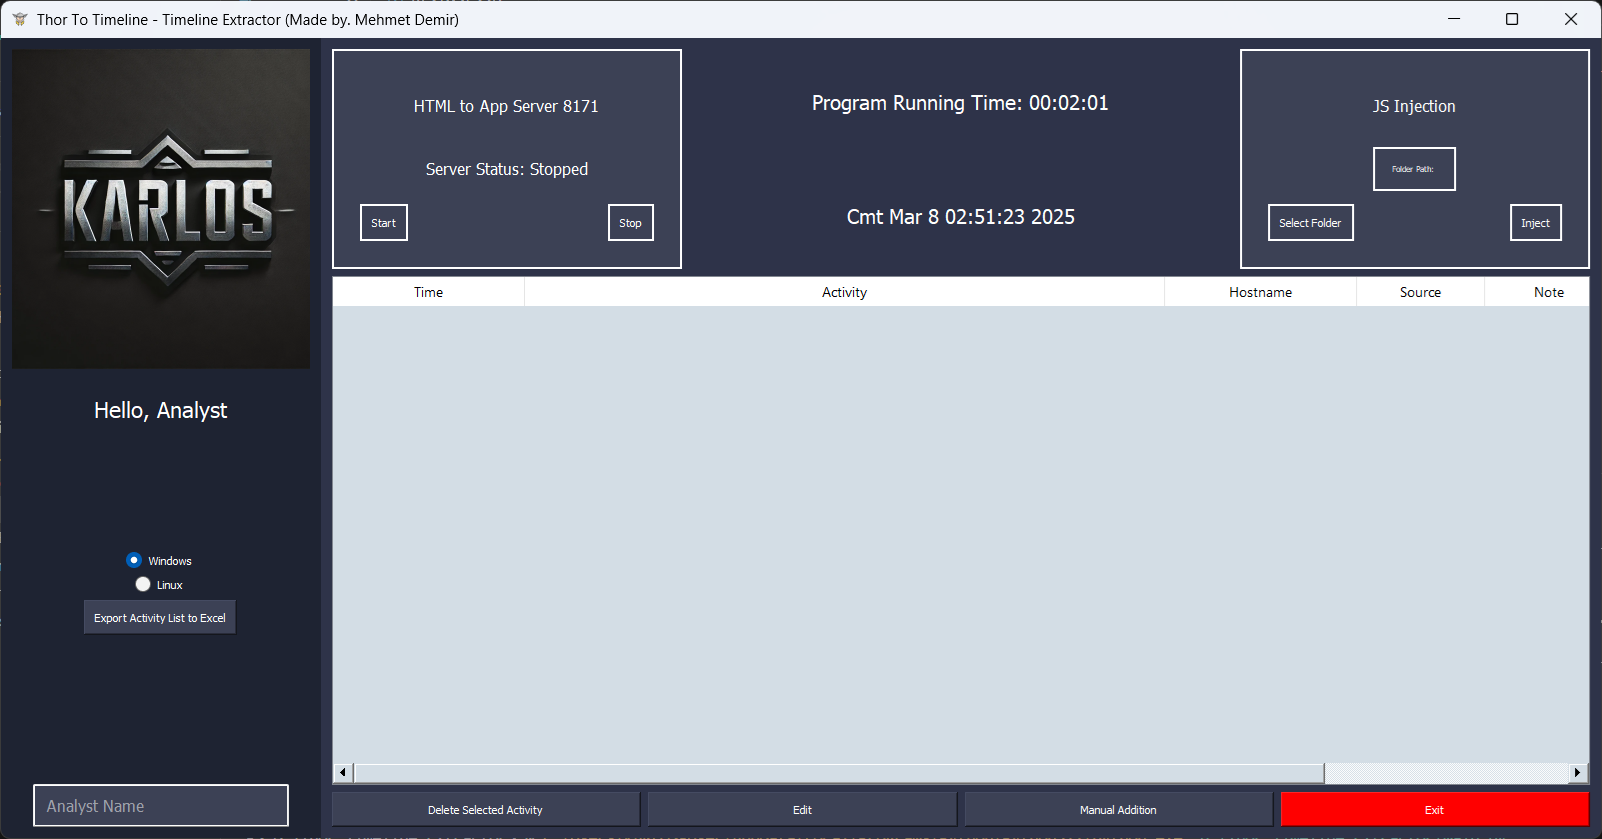 Thor To Timeline - Timeline Extractor (Made by. Mehmet Demir)
KARLOS
Hello, Analyst
Windows
Linux
Export Activity List to Excel
Analyst Name
HTML to App Server 8171
Server Status: Stopped
Start
Stop
Program Running Time: 00:02:01
Cmt Mar 8 02:51:23 2025
JS Injection
Folder Path:
Select Folder
Inject
Time Activity Hostname Source Note
Delete Selected Activity
Edit
Manual Addition
Exit